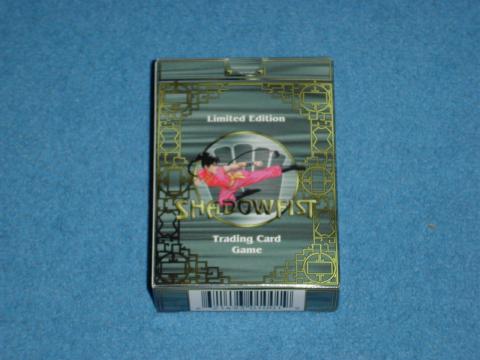 Limited Edition
SHADOWFIST
Trading Card
Game